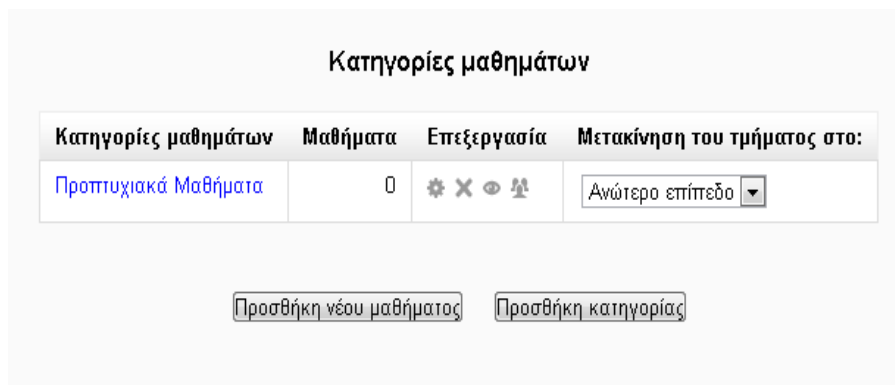 Κατηγορίες μαθημάτων
Κατηγορίες μαθημάτων Μαθήματα Επεξεργασία Μετακίνηση του τμήματος στο:
Προπτυχιακά Μαθήματα 0 Ανώτερο επίπεδο
Προσθήκη νέου μαθήματος Προσθήκη κατηγορίας